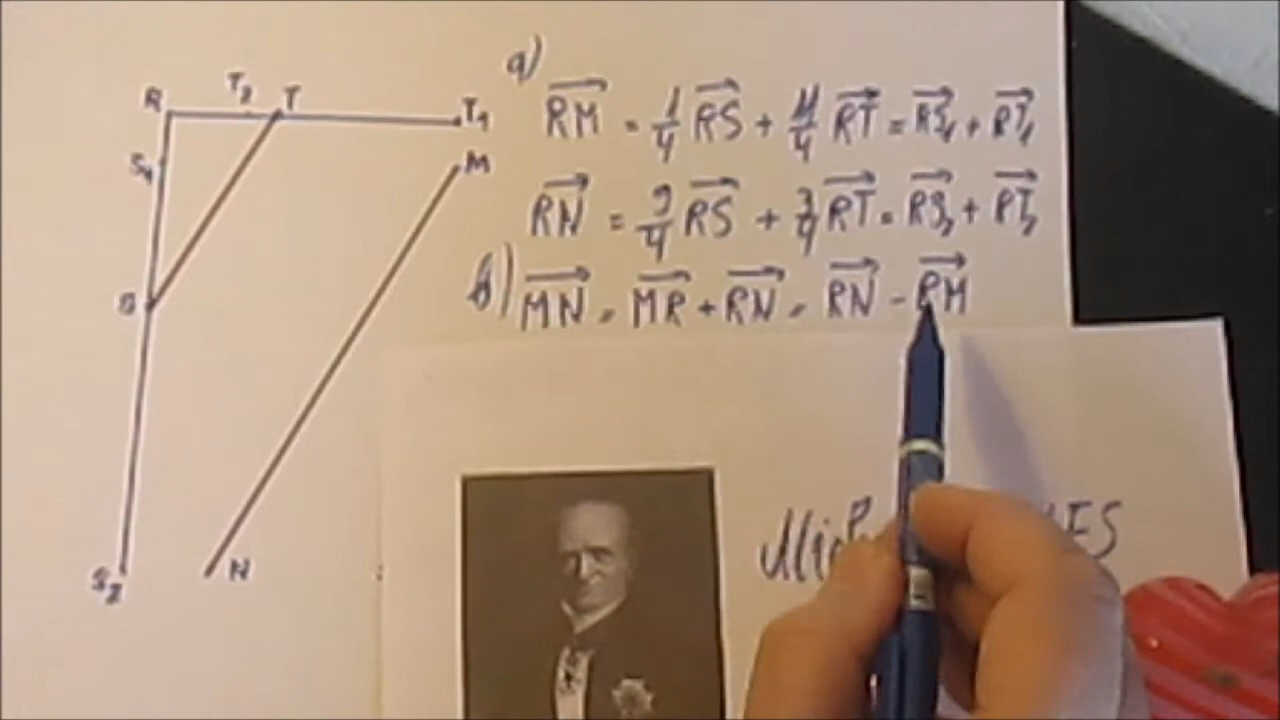 a)
R T₂ T T₁
RM⃗ = 1/4 RS⃗ + 11/4 RT⃗ = RS₁⃗ + RT₁⃗
S₁ M
RN⃗ = 9/4 RS⃗ + 3/4 RT⃗ = RS₂⃗ + RT₂⃗
b) MN⃗ = MR⃗ + RN⃗ = RN⃗ - RM⃗
S
S₂ N